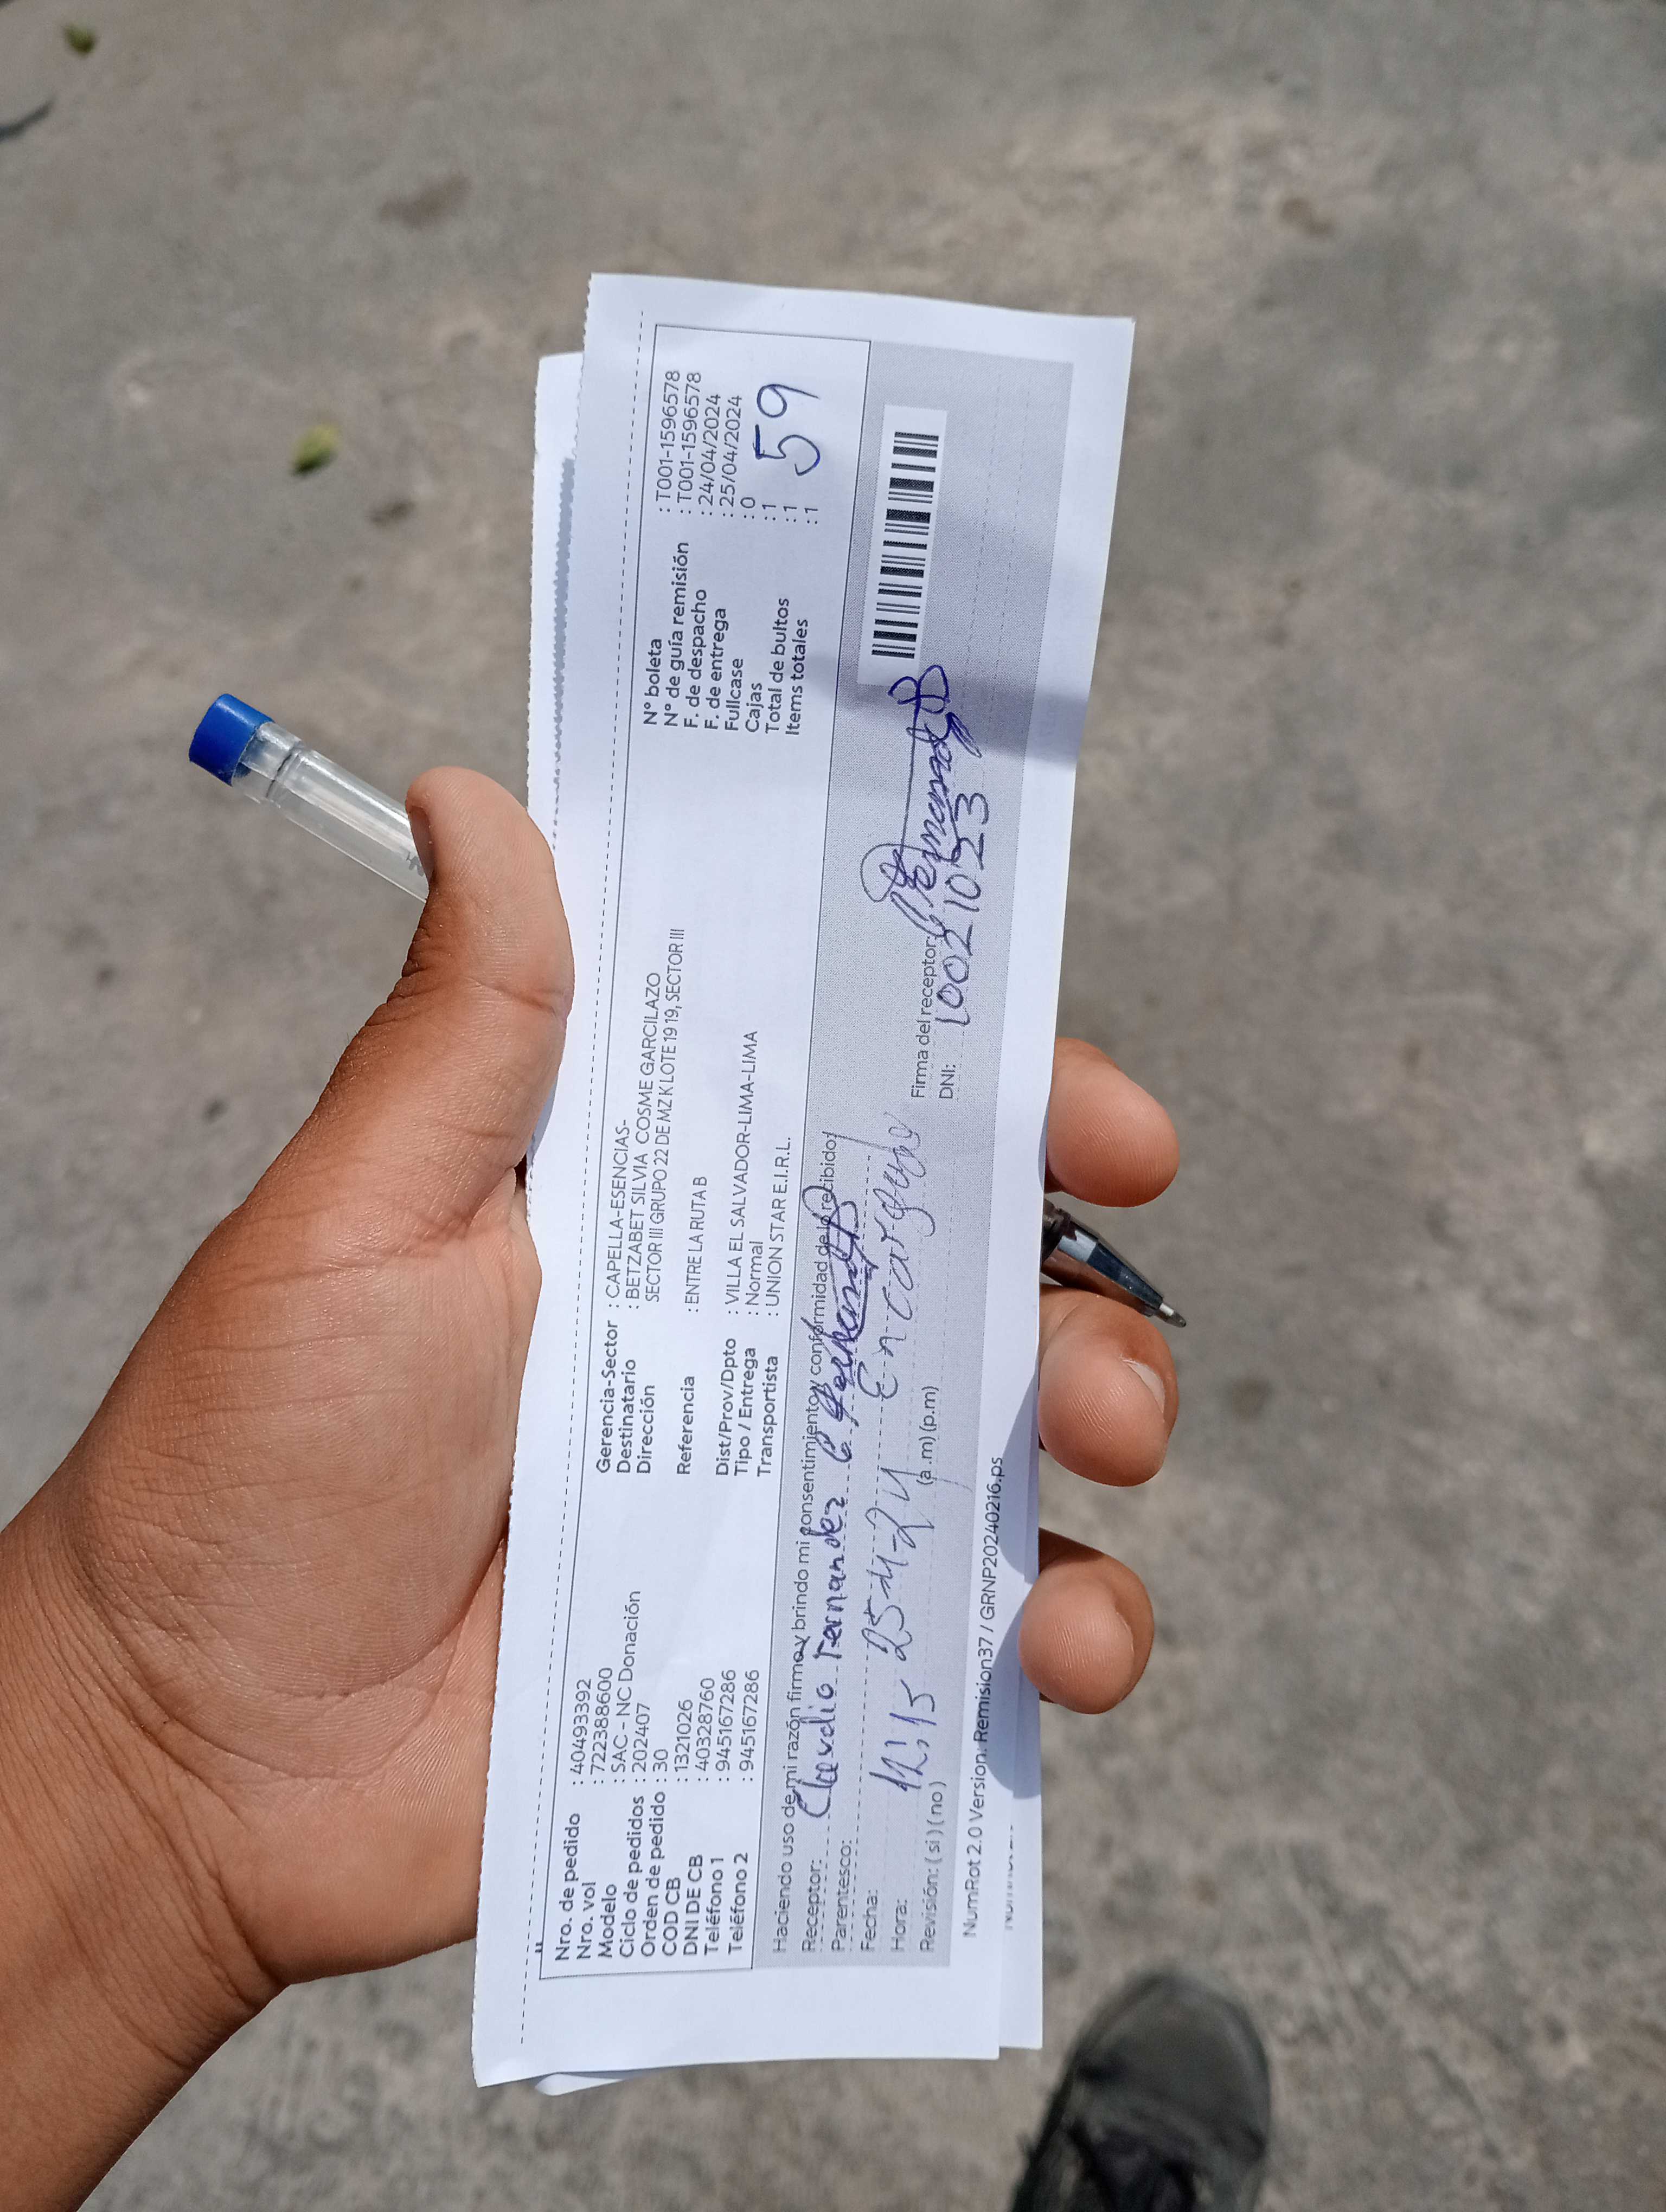 Nro. de pedido : 40493392
Nro. vol : 722388600
Modelo : SAC - NC Donación
Ciclo de pedidos : 202407
Orden de pedido : 30
COD CB : 1321026
DNI DE CB : 40328760
Teléfono 1 : 945167286
Teléfono 2 : 945167286
Gerencia-Sector : CAPELLA-ESENCIAS-
Destinatario : BETZABET SILVIA COSME GARCILAZO
Dirección SECTOR III GRUPO 22 DE MZ K LOTE 19 19, SECTOR III
Referencia : ENTRE LA RUTA B
Dist/Prov/Dpto : VILLA EL SALVADOR-LIMA-LIMA
Tipo / Entrega : Normal
Transportista : UNION STAR E.I.R.L.
N° boleta : T001-1596578
N° de guía remisión : T001-1596578
F. de despacho : 24/04/2024
F. de entrega : 25/04/2024
Fullcase : 0
Cajas : 1
Total de bultos : 1
Items totales : 1
59
Haciendo uso de mi razón firmo y brindo mi consentimiento y conformidad de lo recibido
Receptor: Claudio Fernandez C.
Parentesco:
Fecha: 25-4-24 Encargue
Hora: 12:15 (a.m) (p.m)
Revisión: ( si ) ( no )
Firma del receptor: Fernandez
DNI: 10021023
NumRot 2.0 Version: Remision37 / GRNP20240216.ps